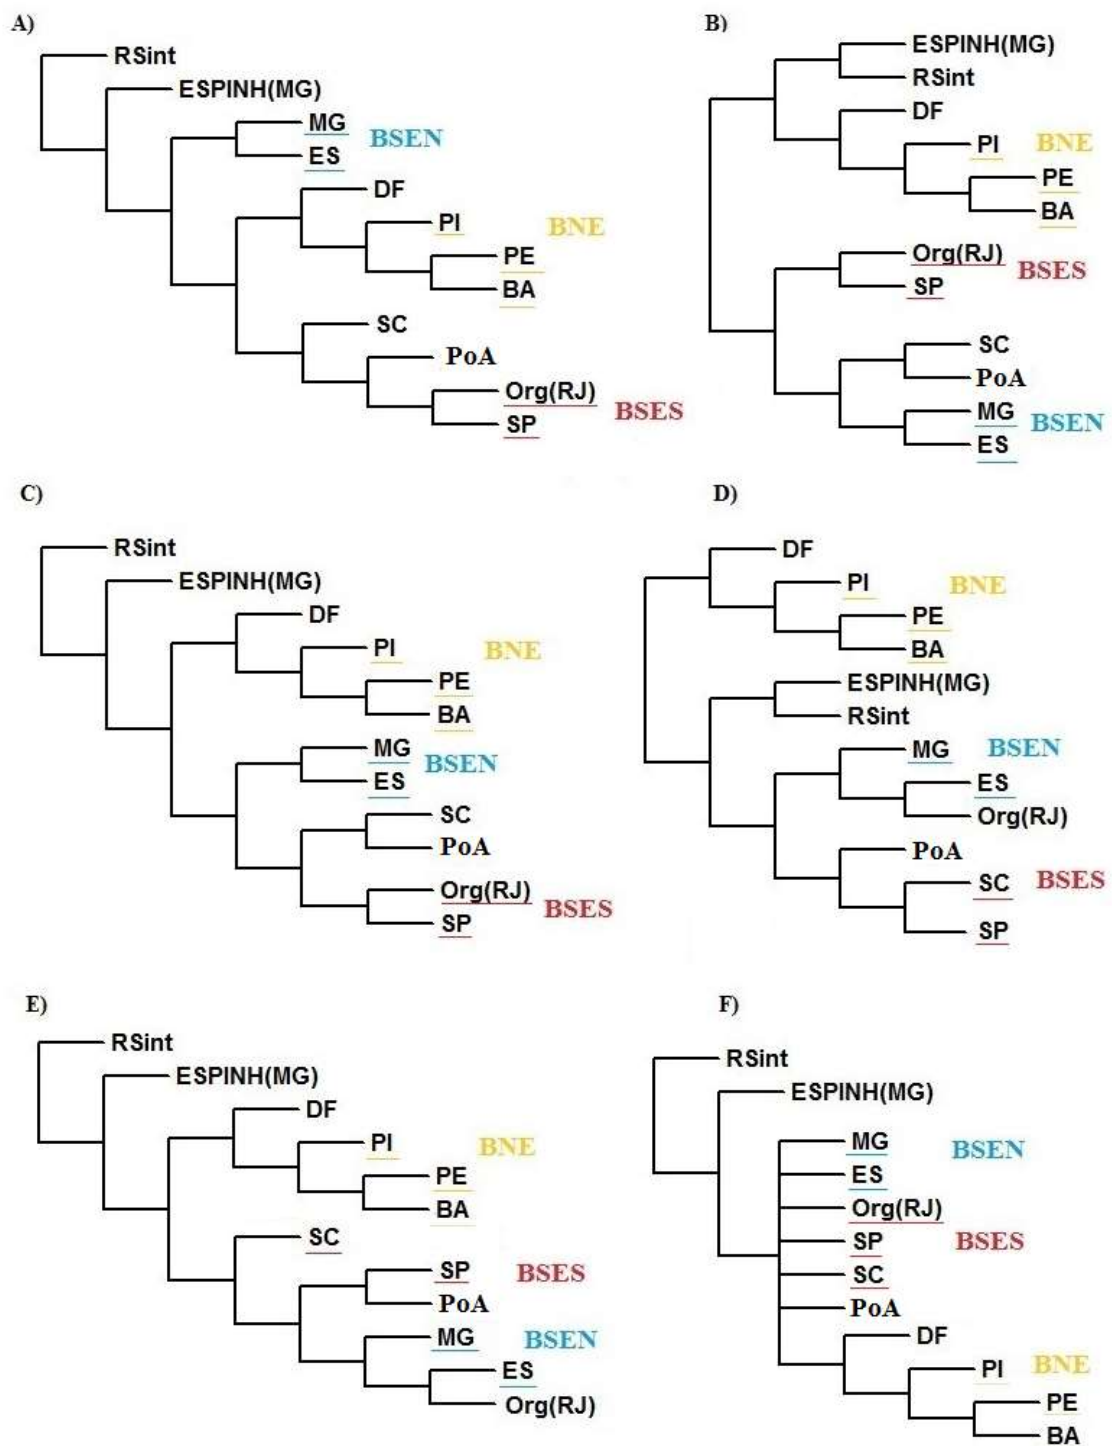 A)
RSint
ESPINH(MG)
MG
BSEN
ES
DF
PI
BNE
PE
BA
SC
PoA
Org(RJ)
BSES
SP
B)
ESPINH(MG)
RSint
DF
PI
BNE
PE
BA
Org(RJ)
BSES
SP
SC
PoA
MG
BSEN
ES
C)
RSint
ESPINH(MG)
DF
PI
BNE
PE
BA
MG
BSEN
ES
SC
PoA
Org(RJ)
BSES
SP
D)
DF
PI
BNE
PE
BA
ESPINH(MG)
RSint
MG
BSEN
ES
Org(RJ)
PoA
SC
BSES
SP
E)
RSint
ESPINH(MG)
DF
PI
BNE
PE
BA
SC
SP
BSES
PoA
MG
BSEN
ES
Org(RJ)
F)
RSint
ESPINH(MG)
MG
BSEN
ES
Org(RJ)
SP
BSES
SC
PoA
DF
PI
BNE
PE
BA